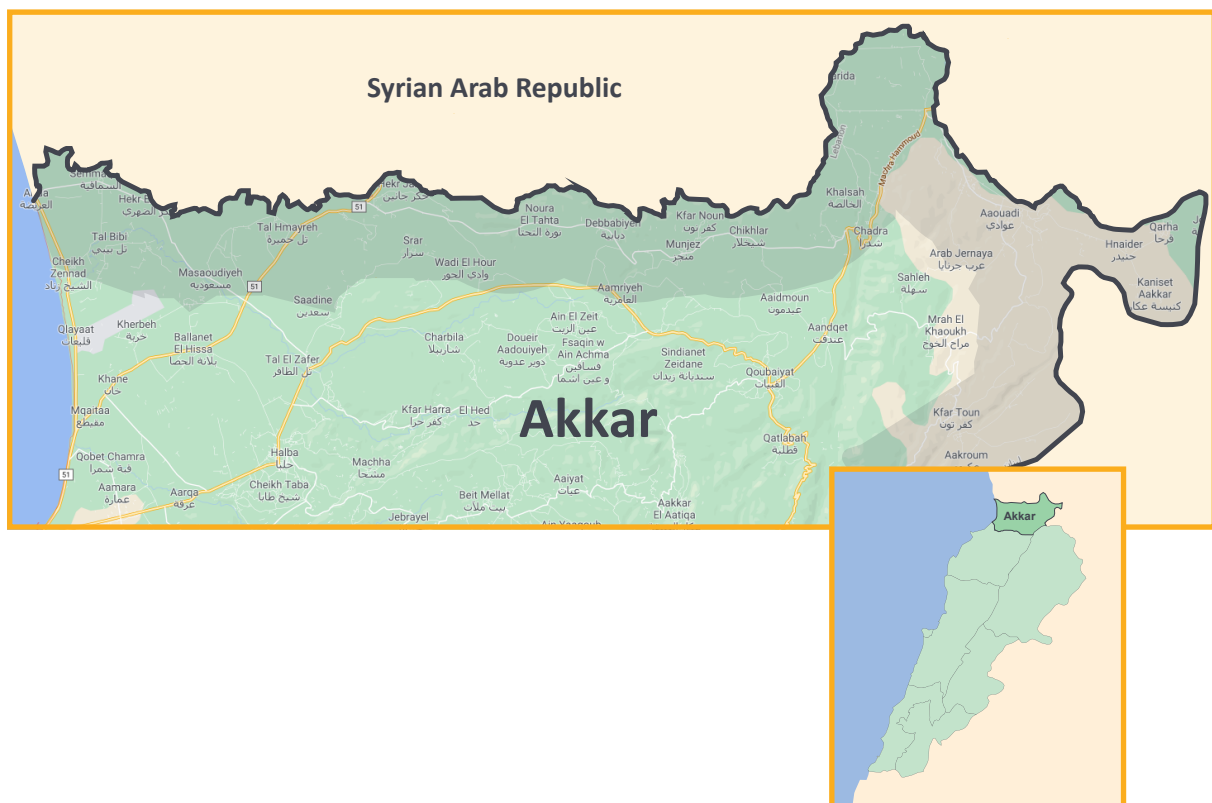 Syrian Arab Republic
arida
Lebanon
Machra Hammoud
Khalsah
الخالصة
Hekr
Tal Bibi
تل بيبي
Cheikh
Zennad
Masaoudiyeh
مسعودية
51
51
Tal Hmayreh
تل حميرة
Srar
سرار
Wadi El Hour
وادي الحور
Noura
El Tahta
نورة التحتا
Debbabiyeh
دبابية
Kfar Noun
كفر نون
Munjez
منجز
Chikhlar
شيخلار
Chadra
شدرا
Aaouadi
عوادي
Arab Jernaya
عرب جرنايا
Qarha
قرحا
Hnaider
حنيدر
Kaniset
Aakkar
Sahleh
سهلة
Saadine
سعدين
Aamriyeh
العامرية
Aaidmoun
عيدمون
Aandqet
عندقت
Mrah El
Khaoukh
مراح الخوخ
Qlayaat
قليعات
Kherbeh
خربة
Ballanet
El Hissa
بلانة الحصا
Charbila
شاربيلا
Doueir
Aadouiyeh
دوير عدوية
Ain El Zeit
عين الزيت
Fsaqin w
Ain Achma
فساقين
و عين اسما
Sindianet
Zeidane
سنديانة زيدان
Qoubaiyat
القبيات
Khane
خان
Tal El Zafer
تل الظافر
Mqaitaa
مقيطع
Kfar Harra
كفر حرا
El Hed
حد
Akkar
Kfar Toun
كفر تون
Qatlabah
قطلبة
Aakroum
Qobet Chamra
قبة شمرا
51
Halba
حلبا
Machha
مشحا
Aamara
عمارة
Aarqa
عرقة
Cheikh Taba
شيخ طابا
Beit Mellat
بيت ملات
Aaiyat
عيات
Aakkar
El Aatiqa
Jebrayel
Akkar